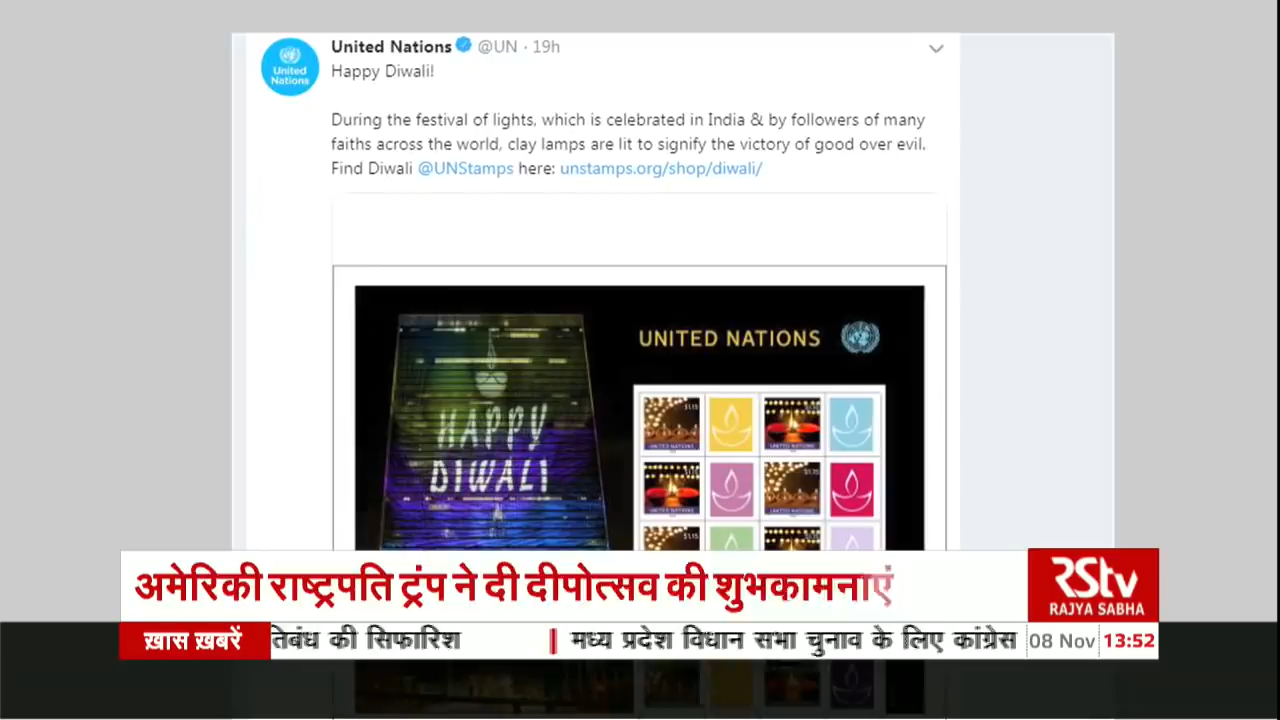 United Nations @UN · 19h
Happy Diwali!
During the festival of lights, which is celebrated in India & by followers of many
faiths across the world, clay lamps are lit to signify the victory of good over evil.
Find Diwali @UNStamps here: unstamps.org/shop/diwali/
United
Nations
UNITED NATIONS
HAPPY
DIWALI
अमेरिकी राष्ट्रपति ट्रंप ने दी दीपोत्सव की शुभकामनाएं
RStv
RAJYA SABHA
ख़ास ख़बरें
तिबंध की सिफारिश | मध्य प्रदेश विधान सभा चुनाव के लिए कांग्रेस
08 Nov 13:52